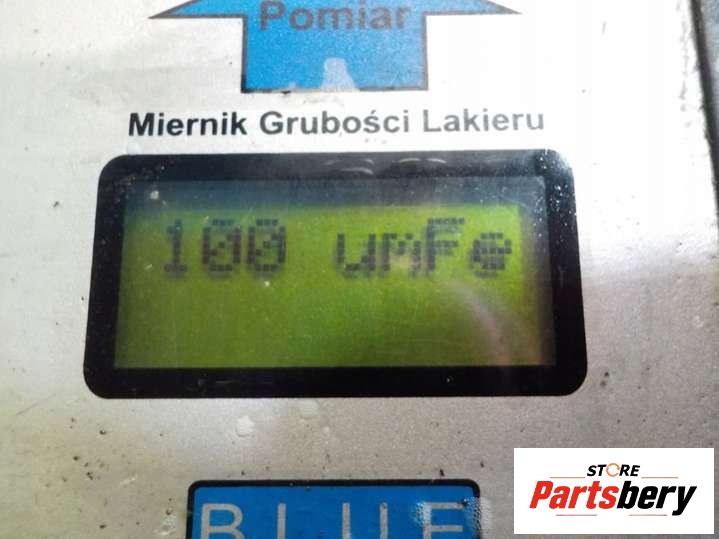 Pomiar
Miernik Grubości Lakieru
100 umFe
BLUE
STORE
Partsbery